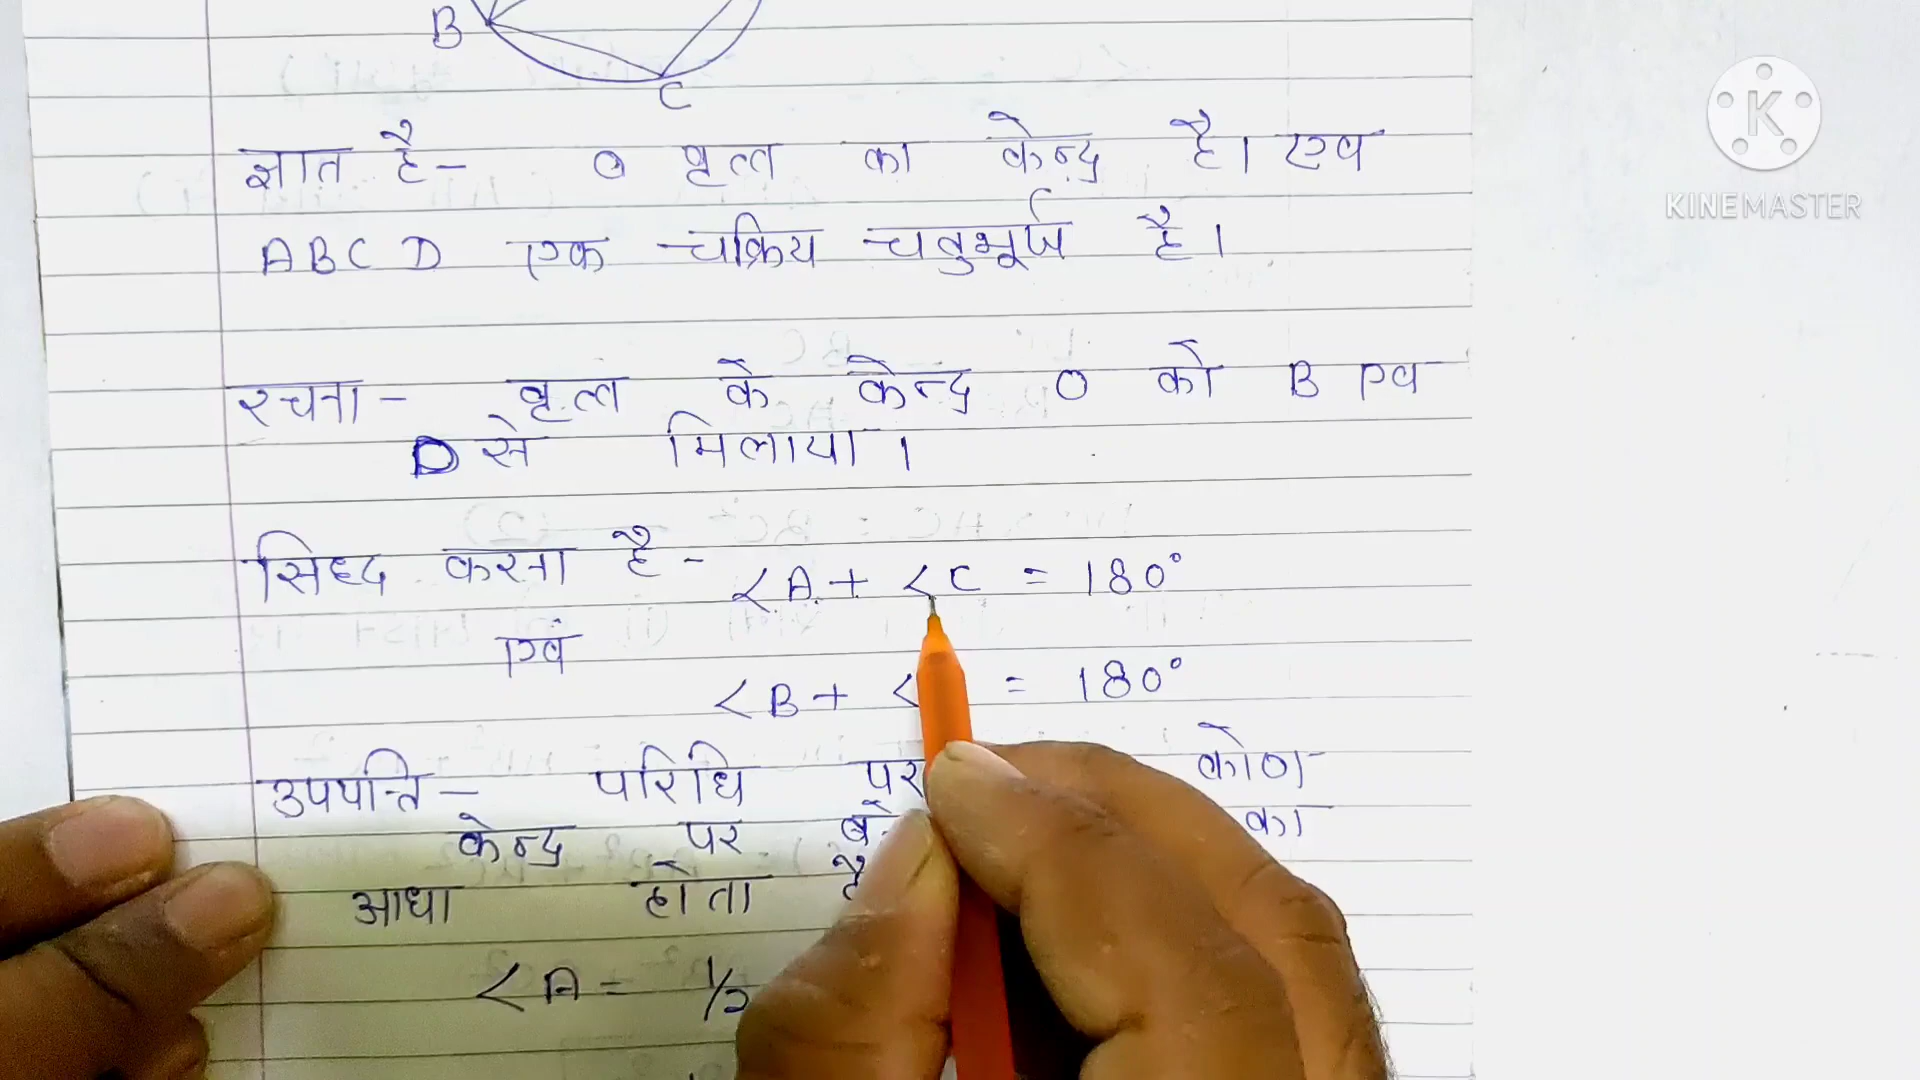 B
C
ज्ञात है - O वृत्त का केन्द्र है। एव
ABCD एक चक्रिय चतुर्भूज है।
रचना - वृत्त के केन्द्र O को B एव
D से मिलाया।
सिध्द करना है - <A + <C = 180°
एवं
<B + < = 180°
उपपत्ति - परिधि पर कोण
केन्द्र पर का
आधा होता है
<A = 1/2
K
KINEMASTER